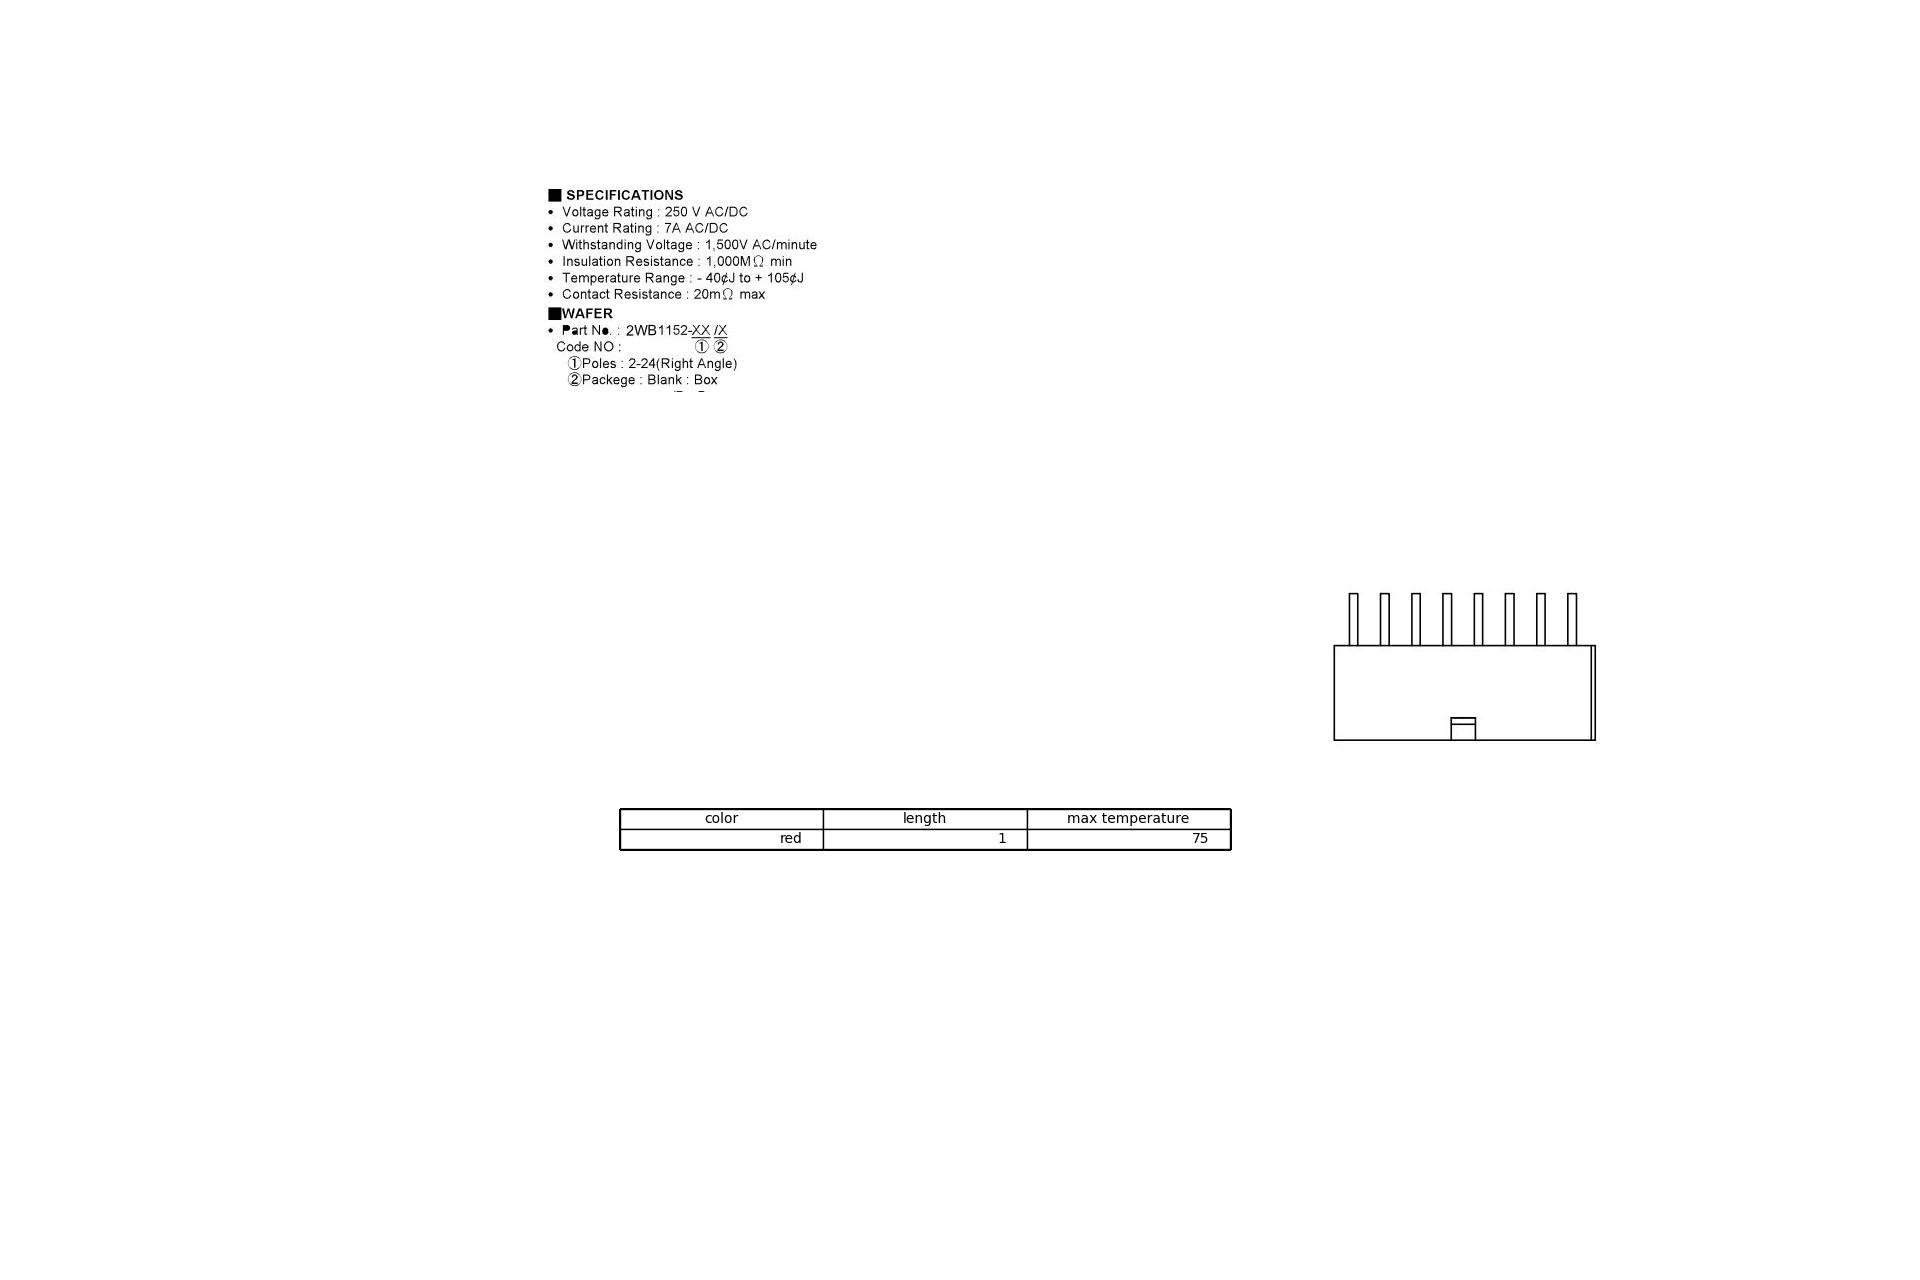 ■ SPECIFICATIONS
• Voltage Rating : 250 V AC/DC
• Current Rating : 7A AC/DC
• Withstanding Voltage : 1,500V AC/minute
• Insulation Resistance : 1,000MΩ min
• Temperature Range : - 40¢J to + 105¢J
• Contact Resistance : 20mΩ max
■WAFER
• Part No. : 2WB1152-XX /X
Code NO : ① ②
①Poles : 2-24(Right Angle)
②Packege : Blank : Box
color length max temperature
red 1 75